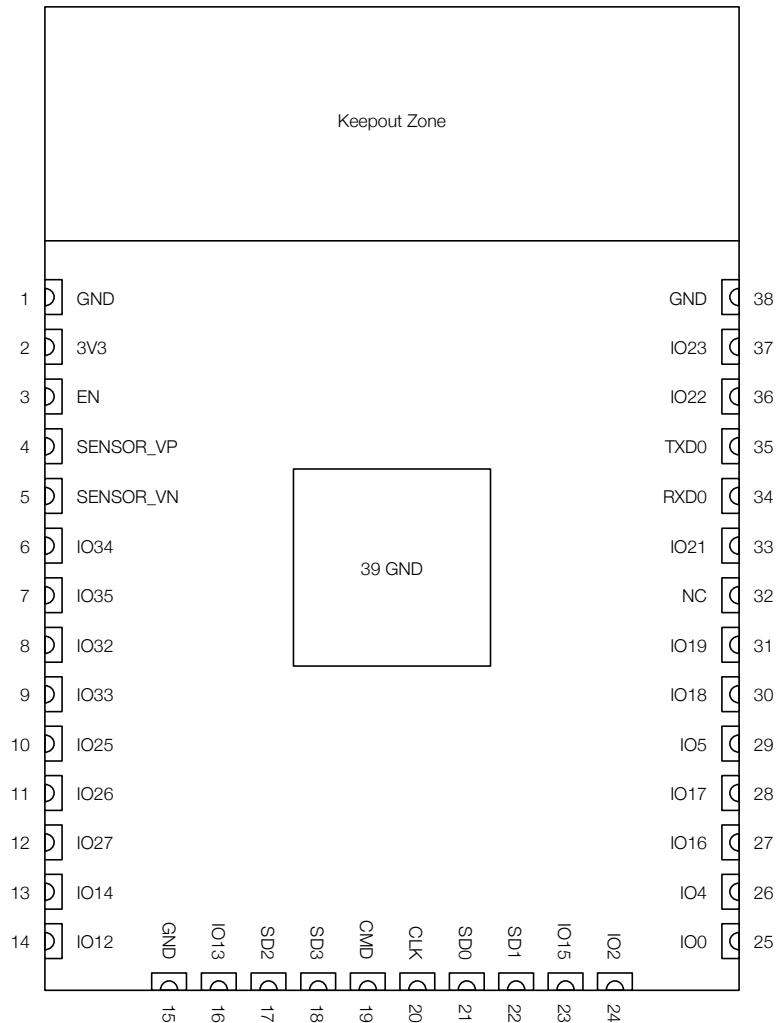 Keepout Zone
1 GND
2 3V3
3 EN
4 SENSOR_VP
5 SENSOR_VN
6 IO34
7 IO35
8 IO32
9 IO33
10 IO25
11 IO26
12 IO27
13 IO14
14 IO12
39 GND
GND 15
IO13 16
SD2 17
SD3 18
CMD 19
CLK 20
SD0 21
SD1 22
IO15 23
IO2 24
GND 38
IO23 37
IO22 36
TXD0 35
RXD0 34
IO21 33
NC 32
IO19 31
IO18 30
IO5 29
IO17 28
IO16 27
IO4 26
IO0 25